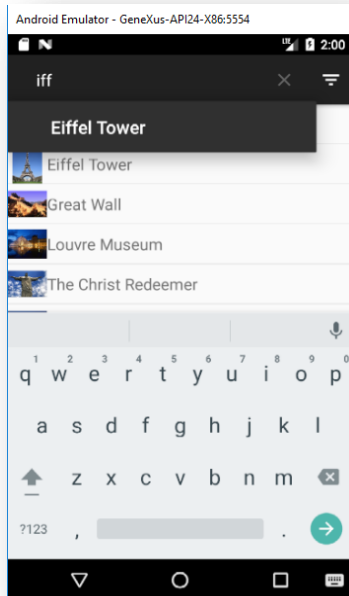 Android Emulator - GeneXus-API24-X86:5554
LTE 2:00
iff
Eiffel Tower
Eiffel Tower
Great Wall
Louvre Museum
The Christ Redeemer
1 2 3 4 5 6 7 8 9 0
q w e r t y u i o p
a s d f g h j k l
z x c v b n m
?123 , .